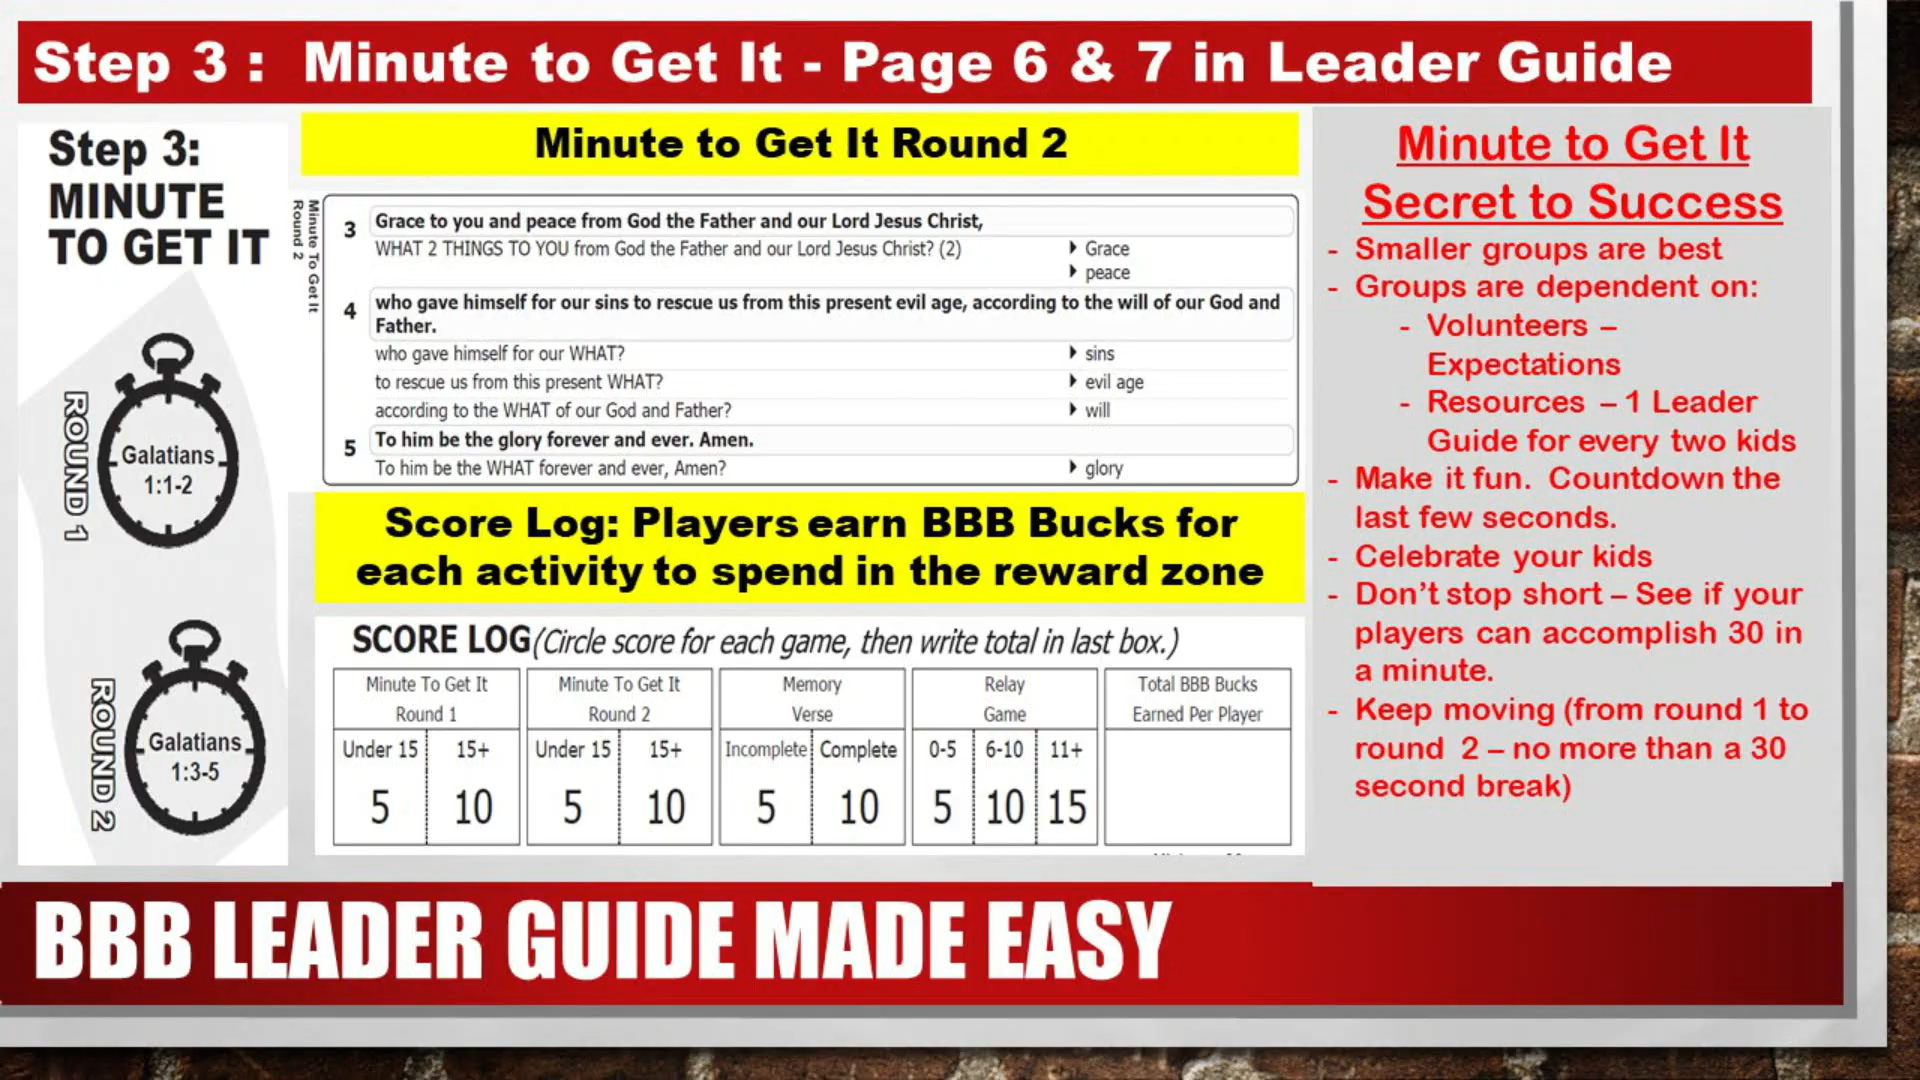 Step 3 : Minute to Get It - Page 6 & 7 in Leader Guide
Step 3:
MINUTE
TO GET IT
ROUND 1
Galatians
1:1-2
ROUND 2
Galatians
1:3-5
Minute to Get It Round 2
Minute To Get It
Round 2
3 Grace to you and peace from God the Father and our Lord Jesus Christ,
WHAT 2 THINGS TO YOU from God the Father and our Lord Jesus Christ? (2) Grace
peace
4 who gave himself for our sins to rescue us from this present evil age, according to the will of our God and
Father.
who gave himself for our WHAT? sins
to rescue us from this present WHAT? evil age
according to the WHAT of our God and Father? will
5 To him be the glory forever and ever. Amen.
To him be the WHAT forever and ever, Amen? glory
Score Log: Players earn BBB Bucks for
each activity to spend in the reward zone
SCORE LOG (Circle score for each game, then write total in last box.)
Minute To Get It Minute To Get It Memory Relay Total BBB Bucks
Round 1 Round 2 Verse Game Earned Per Player
Under 15 15+ Under 15 15+ Incomplete Complete 0-5 6-10 11+
5 10 5 10 5 10 5 10 15
Minute to Get It
Secret to Success
- Smaller groups are best
- Groups are dependent on:
- Volunteers –
Expectations
- Resources – 1 Leader
Guide for every two kids
- Make it fun. Countdown the
last few seconds.
- Celebrate your kids
- Don't stop short – See if your
players can accomplish 30 in
a minute.
- Keep moving (from round 1 to
round 2 – no more than a 30
second break)
BBB LEADER GUIDE MADE EASY